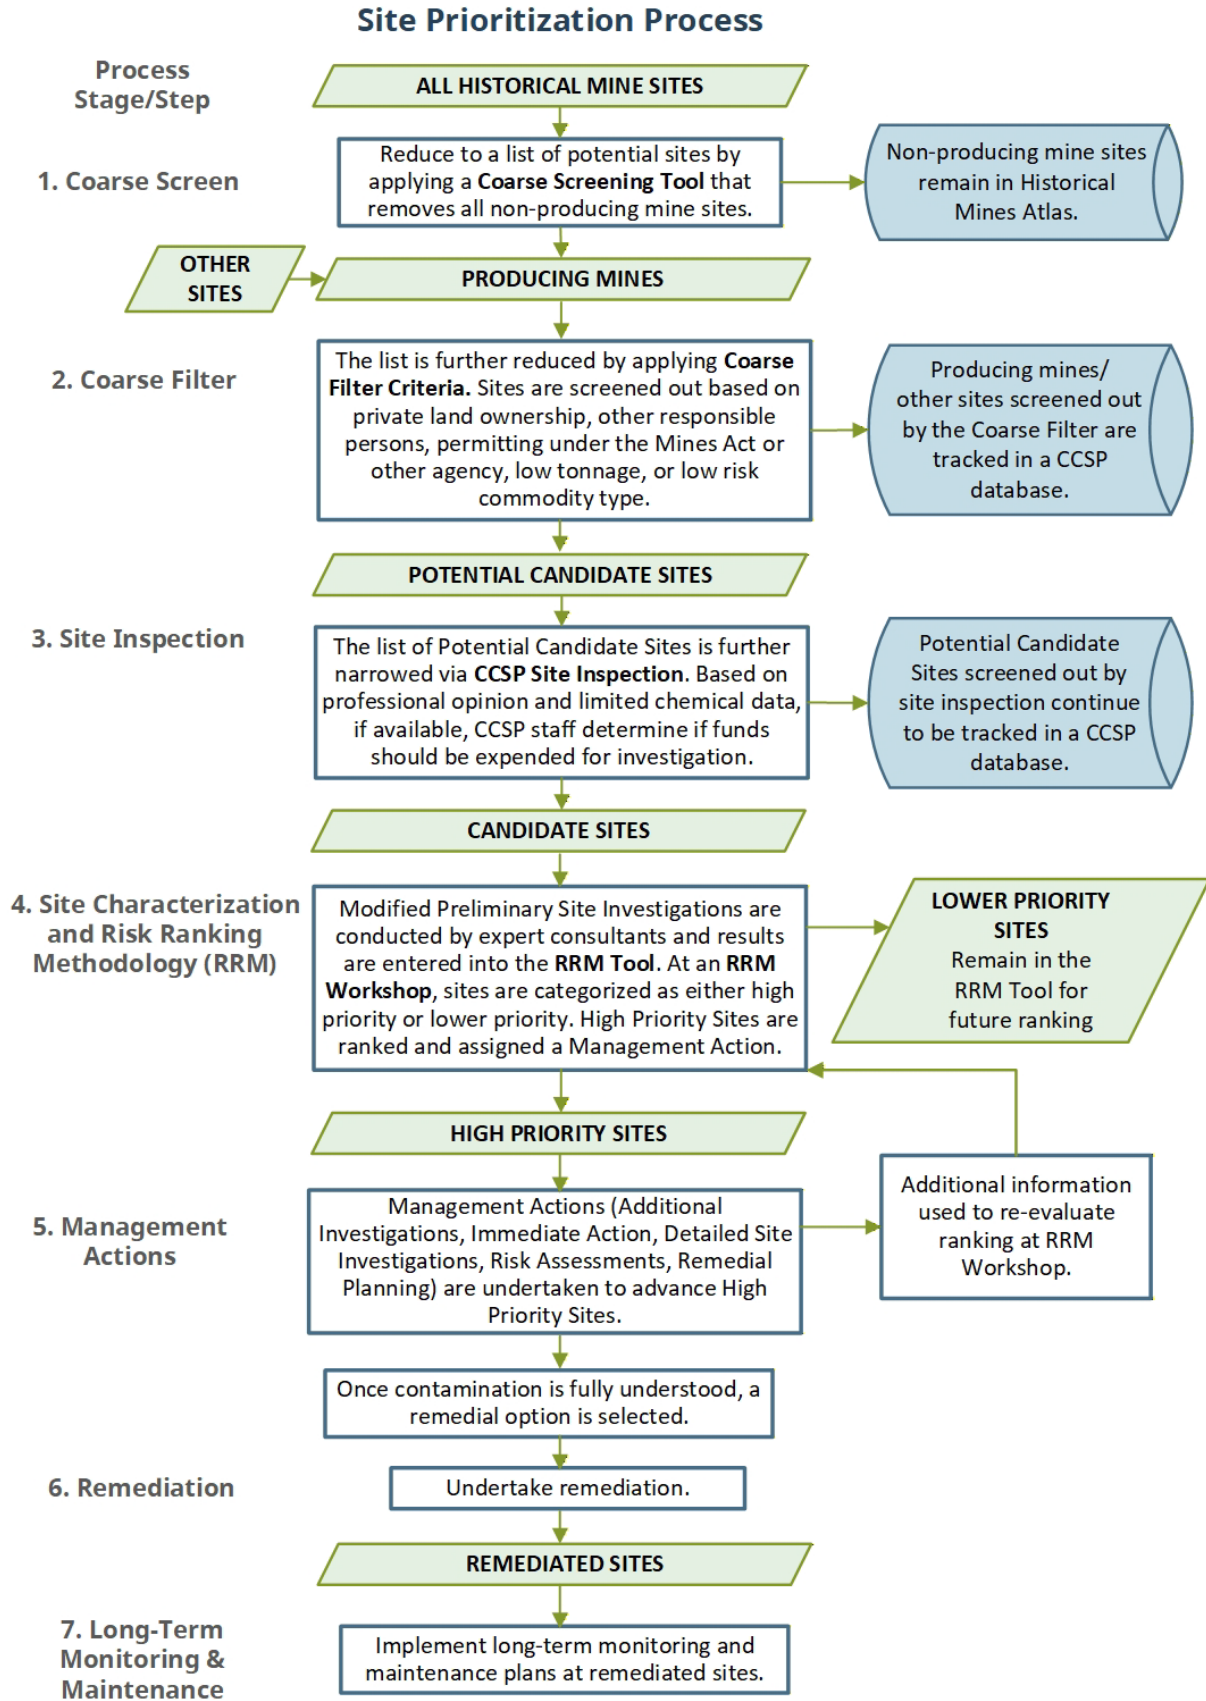 Site Prioritization Process
Process
Stage/Step
ALL HISTORICAL MINE SITES
1. Coarse Screen
Reduce to a list of potential sites by
applying a Coarse Screening Tool that
removes all non-producing mine sites.
Non-producing mine sites
remain in Historical
Mines Atlas.
OTHER
SITES
PRODUCING MINES
2. Coarse Filter
The list is further reduced by applying Coarse
Filter Criteria. Sites are screened out based on
private land ownership, other responsible
persons, permitting under the Mines Act or
other agency, low tonnage, or low risk
commodity type.
Producing mines/
other sites screened out
by the Coarse Filter are
tracked in a CCSP
database.
POTENTIAL CANDIDATE SITES
3. Site Inspection
The list of Potential Candidate Sites is further
narrowed via CCSP Site Inspection. Based on
professional opinion and limited chemical data,
if available, CCSP staff determine if funds
should be expended for investigation.
Potential Candidate
Sites screened out by
site inspection continue
to be tracked in a CCSP
database.
CANDIDATE SITES
4. Site Characterization
and Risk Ranking
Methodology (RRM)
Modified Preliminary Site Investigations are
conducted by expert consultants and results
are entered into the RRM Tool. At an RRM
Workshop, sites are categorized as either high
priority or lower priority. High Priority Sites are
ranked and assigned a Management Action.
LOWER PRIORITY
SITES
Remain in the
RRM Tool for
future ranking
HIGH PRIORITY SITES
5. Management
Actions
Management Actions (Additional
Investigations, Immediate Action, Detailed Site
Investigations, Risk Assessments, Remedial
Planning) are undertaken to advance High
Priority Sites.
Additional information
used to re-evaluate
ranking at RRM
Workshop.
Once contamination is fully understood, a
remedial option is selected.
6. Remediation
Undertake remediation.
REMEDIATED SITES
7. Long-Term
Monitoring &
Maintenance
Implement long-term monitoring and
maintenance plans at remediated sites.